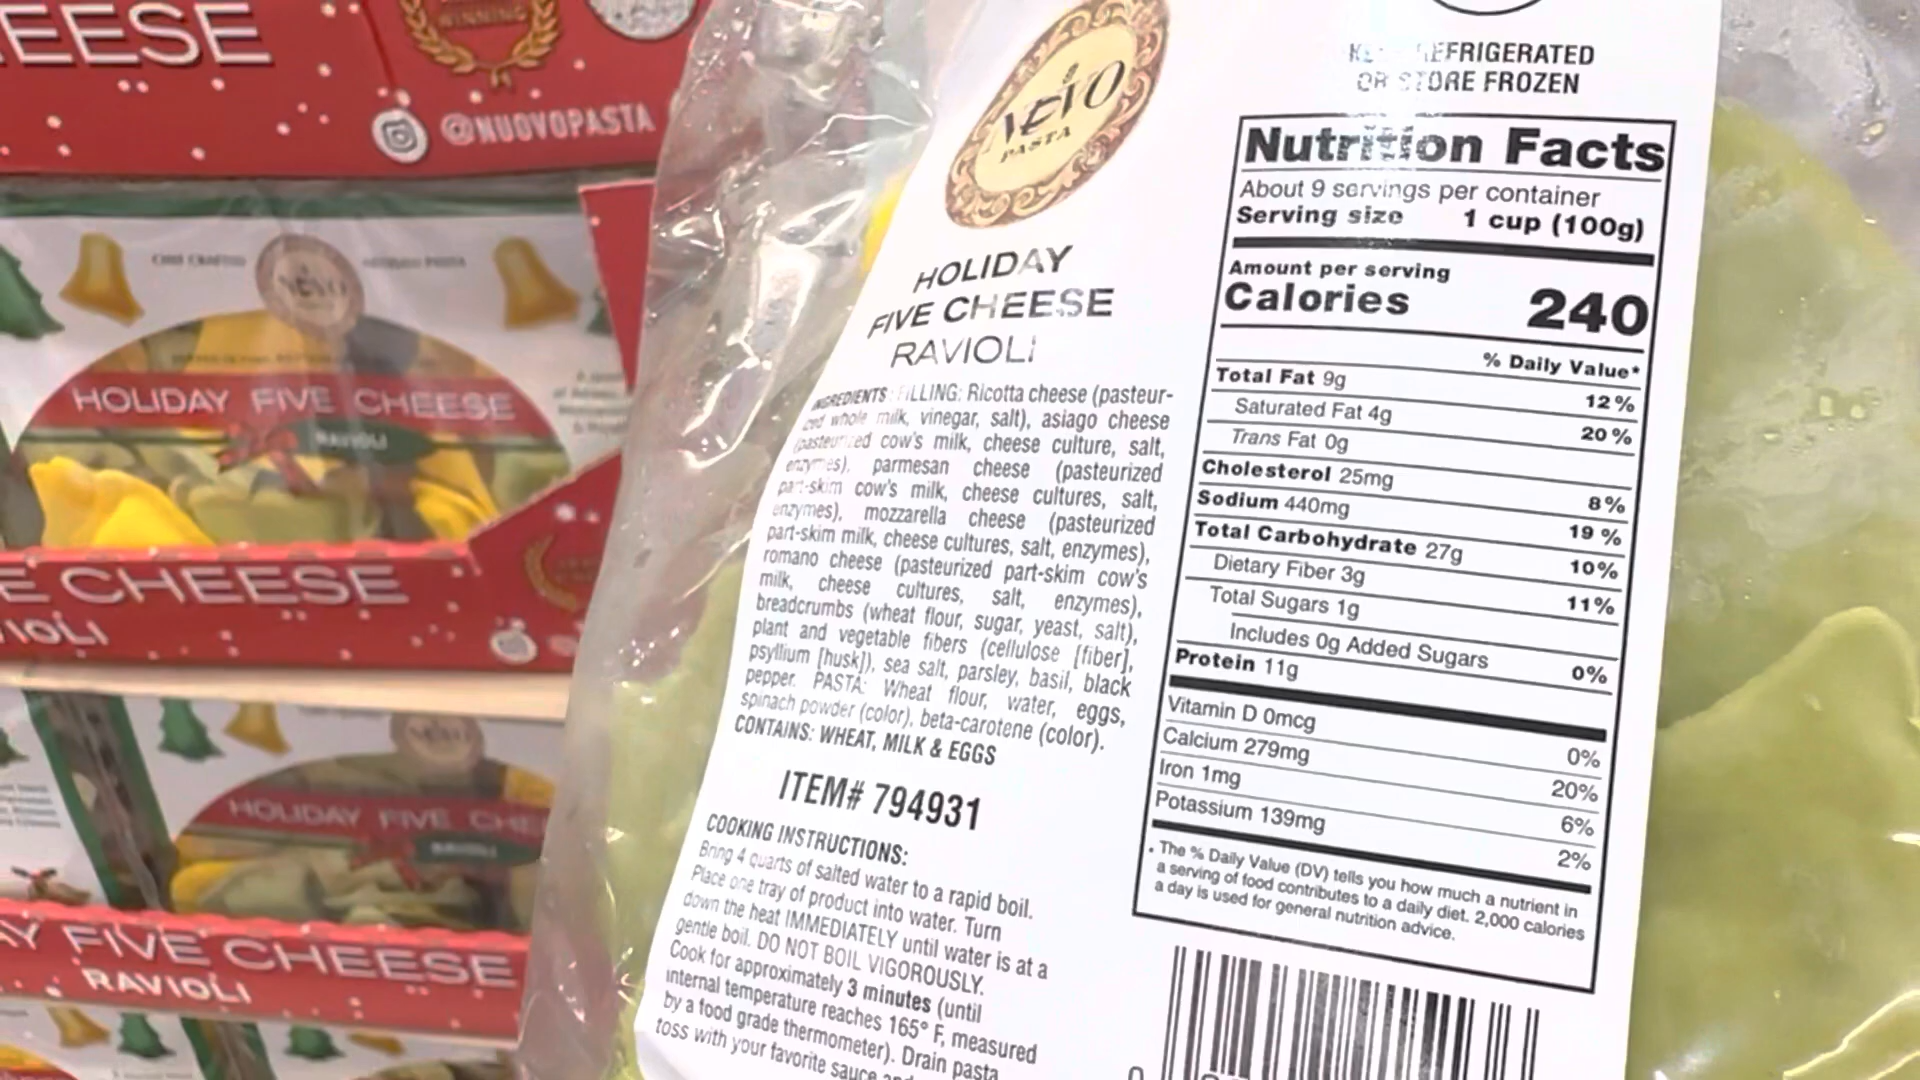 EESE
WINNING
@NUOVOPASTA
HOLIDAY FIVE CHEESE
RAVIOLI
E CHEESE
VIOLI
HOLIDAY FIVE CHE
AY FIVE CHEESE
RAVIOLI
PASTA
HOLIDAY
FIVE CHEESE
RAVIOLI
INGREDIENTS: FILLING: Ricotta cheese (pasteur-
ized whole milk, vinegar, salt), asiago cheese
(pasteurized cow's milk, cheese culture, salt,
enzymes), parmesan cheese (pasteurized
part-skim cow's milk, cheese cultures, salt,
enzymes), mozzarella cheese (pasteurized
part-skim milk, cheese cultures, salt, enzymes),
romano cheese (pasteurized part-skim cow's
milk, cheese cultures, salt, enzymes),
breadcrumbs (wheat flour, sugar, yeast, salt),
plant and vegetable fibers (cellulose [fiber],
psyllium [husk]), sea salt, parsley, basil, black
pepper. PASTA: Wheat flour, water, eggs,
spinach powder (color), beta-carotene (color).
CONTAINS: WHEAT, MILK & EGGS
ITEM# 794931
COOKING INSTRUCTIONS:
Bring 4 quarts of salted water to a rapid boil.
Place one tray of product into water. Turn
down the heat IMMEDIATELY until water is at a
gentle boil. DO NOT BOIL VIGOROUSLY.
Cook for approximately 3 minutes (until
internal temperature reaches 165° F, measured
by a food grade thermometer). Drain pasta
toss with your favorite sauce and
KEEP REFRIGERATED
OR STORE FROZEN
Nutrition Facts
About 9 servings per container
Serving size 1 cup (100g)
Amount per serving
Calories 240
% Daily Value*
Total Fat 9g 12%
Saturated Fat 4g 20%
Trans Fat 0g
Cholesterol 25mg 8%
Sodium 440mg 19%
Total Carbohydrate 27g 10%
Dietary Fiber 3g 11%
Total Sugars 1g
Includes 0g Added Sugars 0%
Protein 11g
Vitamin D 0mcg 0%
Calcium 279mg 20%
Iron 1mg 6%
Potassium 139mg 2%
* The % Daily Value (DV) tells you how much a nutrient in
a serving of food contributes to a daily diet. 2,000 calories
a day is used for general nutrition advice.